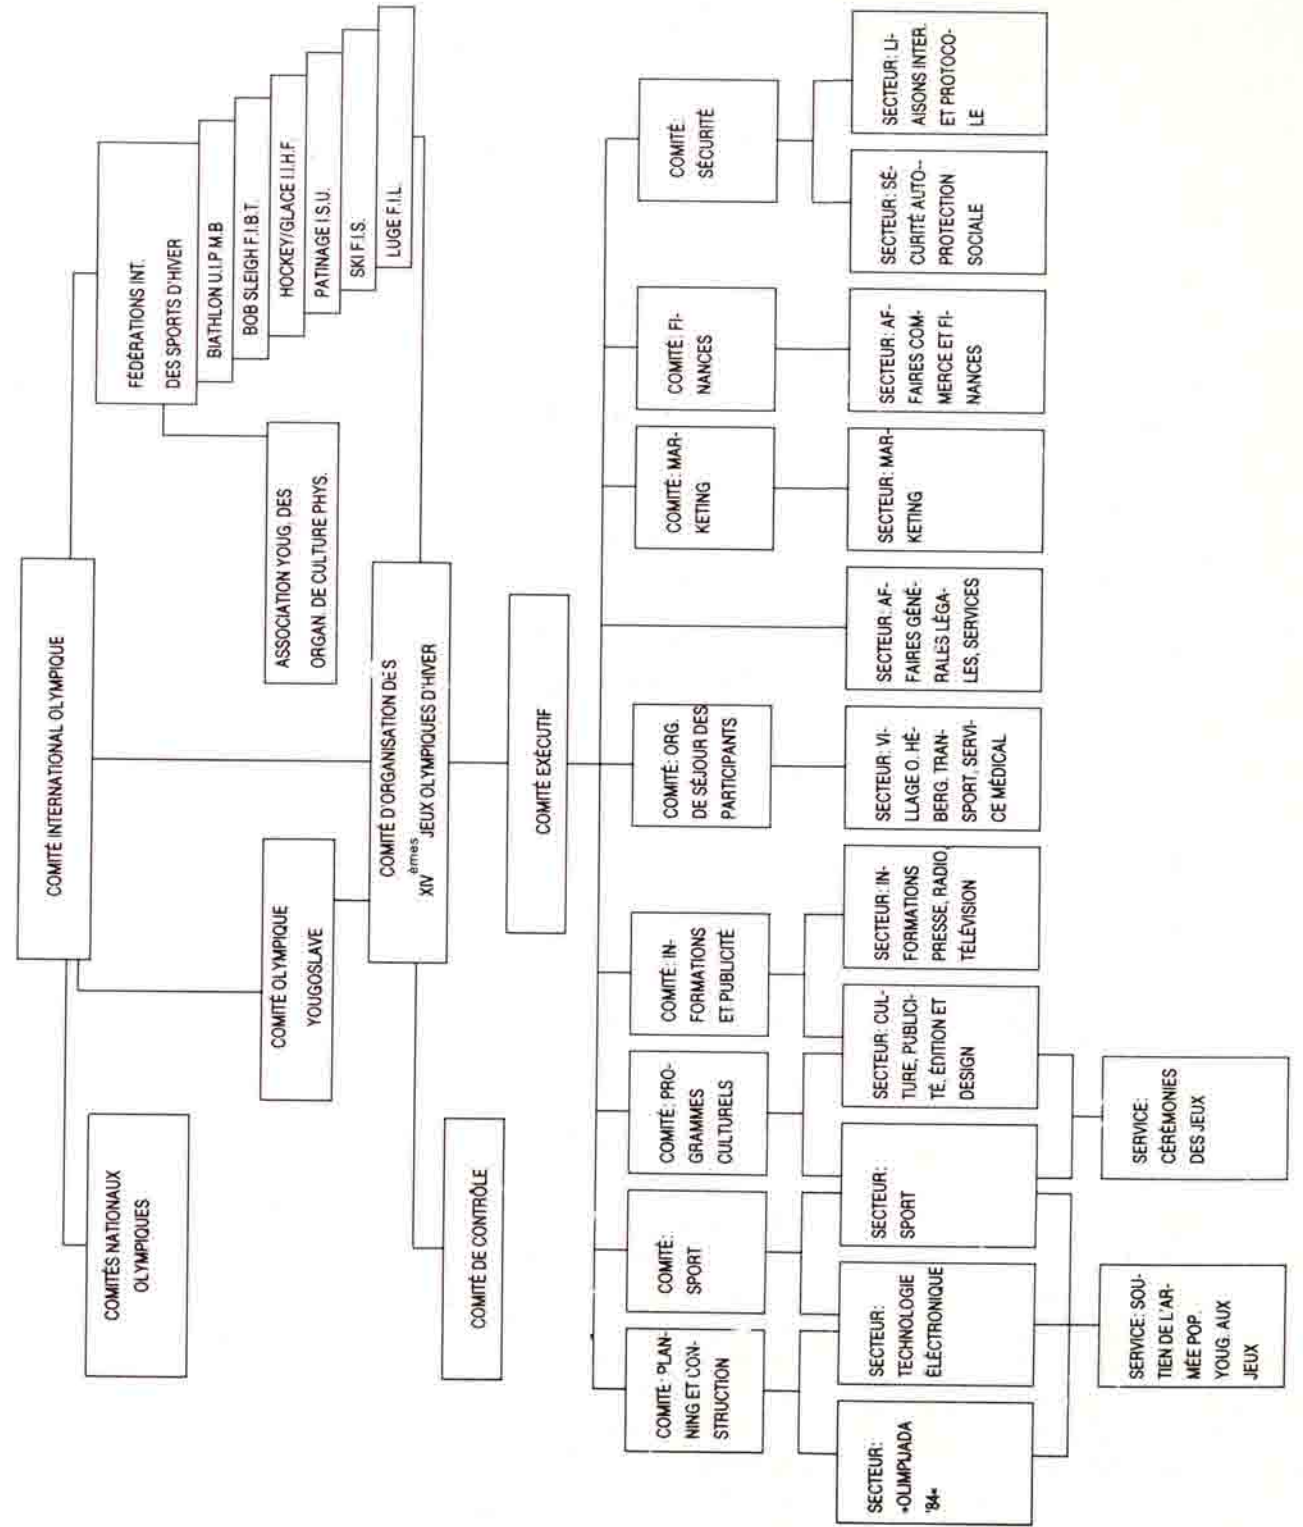 COMITÉ INTERNATIONAL OLYMPIQUE
COMITÉS NATIONAUX
OLYMPIQUES
COMITÉ OLYMPIQUE
YOUGOSLAVE
FÉDÉRATIONS INT.
DES SPORTS D'HIVER
BIATHLON U.I.P.M.B
BOB SLEIGH F.I.B.T.
HOCKEY/GLACE I.I.H.F.
PATINAGE I.S.U.
SKI F.I.S.
LUGE F.I.L.
ASSOCIATION YOUG. DES
ORGAN. DE CULTURE PHYS.
COMITÉ D'ORGANISATION DES
XIVèmes JEUX OLYMPIQUES D'HIVER
COMITÉ DE CONTRÔLE
COMITÉ EXÉCUTIF
COMITÉ: PLAN-
NING ET CON-
STRUCTION
COMITÉ:
SPORT
COMITÉ: PRO-
GRAMMES
CULTURELS
COMITÉ: IN-
FORMATIONS
ET PUBLICITÉ
COMITÉ: ORG.
DE SÉJOUR DES
PARTICIPANTS
COMITÉ: MAR-
KETING
COMITÉ: FI-
NANCES
COMITÉ:
SÉCURITÉ
SECTEUR:
»OLIMPIJADA
'84«
SECTEUR:
TECHNOLOGIE
ÉLÉCTRONIQUE
SECTEUR:
SPORT
SECTEUR: CUL-
TURE, PUBLICI-
TÉ, ÉDITION ET
DESIGN
SECTEUR: IN-
FORMATIONS
PRESSE, RADIO,
TÉLÉVISION
SECTEUR: VI-
LLAGE O. HÉ-
BERG. TRAN-
SPORT, SERVI-
CE MÉDICAL
SECTEUR: AF-
FAIRES GÉNÉ-
RALES LÉGA-
LES, SERVICES
SECTEUR: MAR-
KETING
SECTEUR: AF-
FAIRES COM-
MERCE ET FI-
NANCES
SECTEUR: SÉ-
CURITÉ AUTO--
PROTECTION
SOCIALE
SECTEUR: LI-
AISONS INTER.
ET PROTOCO-
LE
SERVICE: SOU-
TIEN DE L'AR-
MÉE POP.
YOUG. AUX
JEUX
SERVICE:
CÉRÉMONIES
DES JEUX